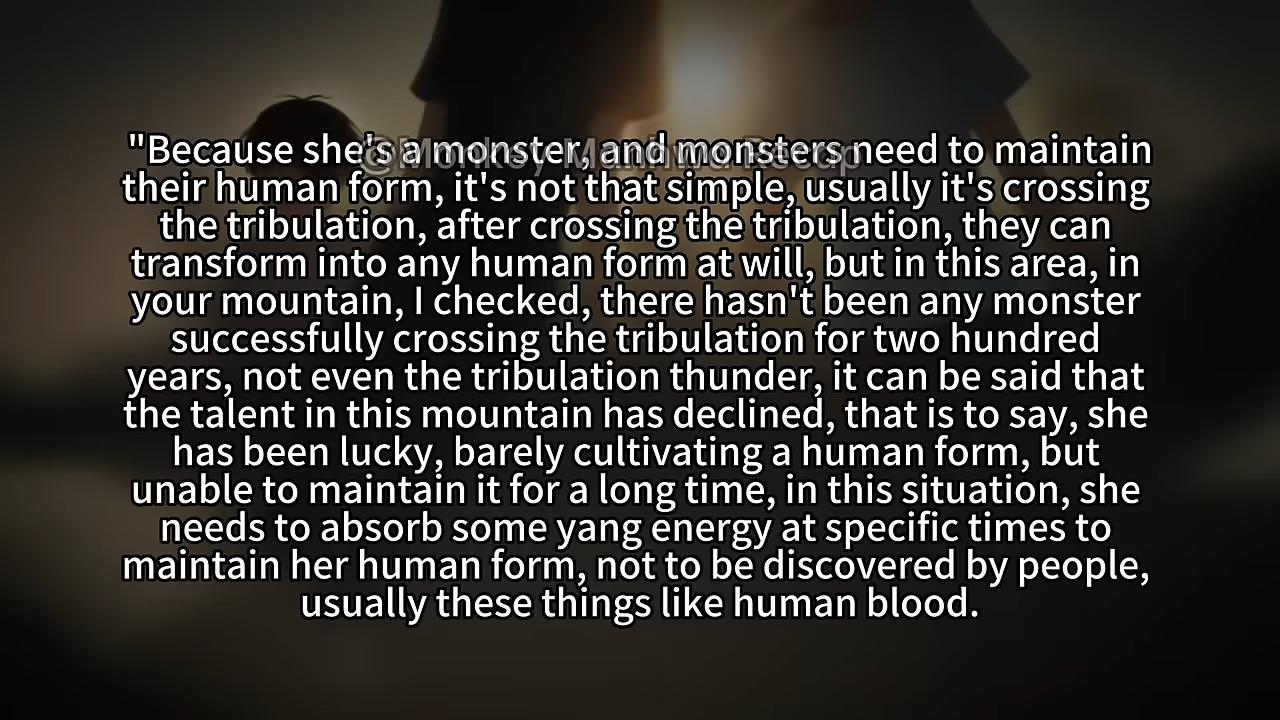 "Because she's a monster, and monsters need to maintain
@Monkey Manhwa Recap
their human form, it's not that simple, usually it's crossing
the tribulation, after crossing the tribulation, they can
transform into any human form at will, but in this area, in
your mountain, I checked, there hasn't been any monster
successfully crossing the tribulation for two hundred
years, not even the tribulation thunder, it can be said that
the talent in this mountain has declined, that is to say, she
has been lucky, barely cultivating a human form, but
unable to maintain it for a long time, in this situation, she
needs to absorb some yang energy at specific times to
maintain her human form, not to be discovered by people,
usually these things like human blood.